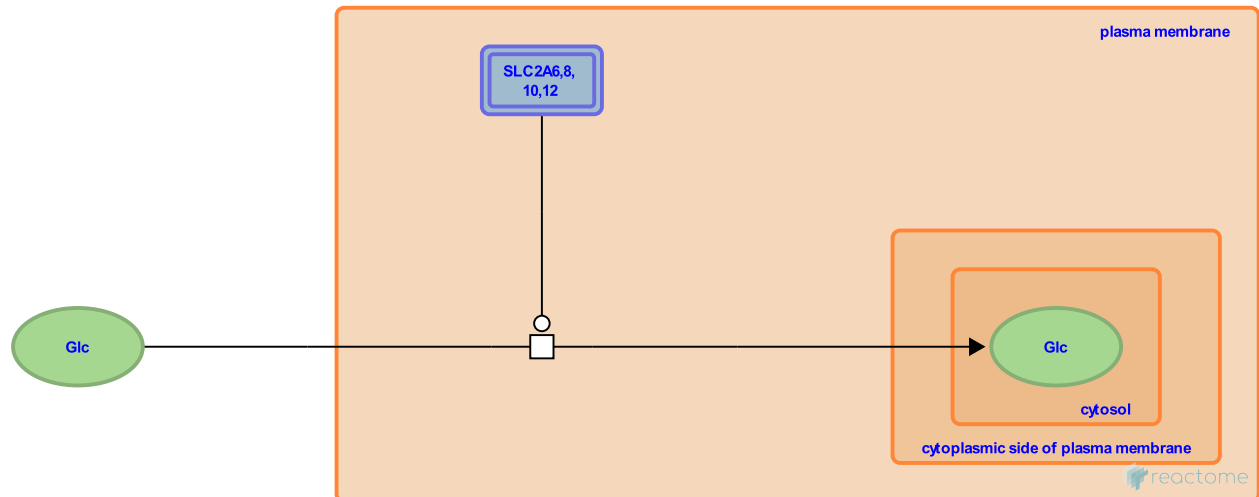 plasma membrane
SLC2A6,8,
10,12
Glc
Glc
cytosol
cytoplasmic side of plasma membrane
reactome